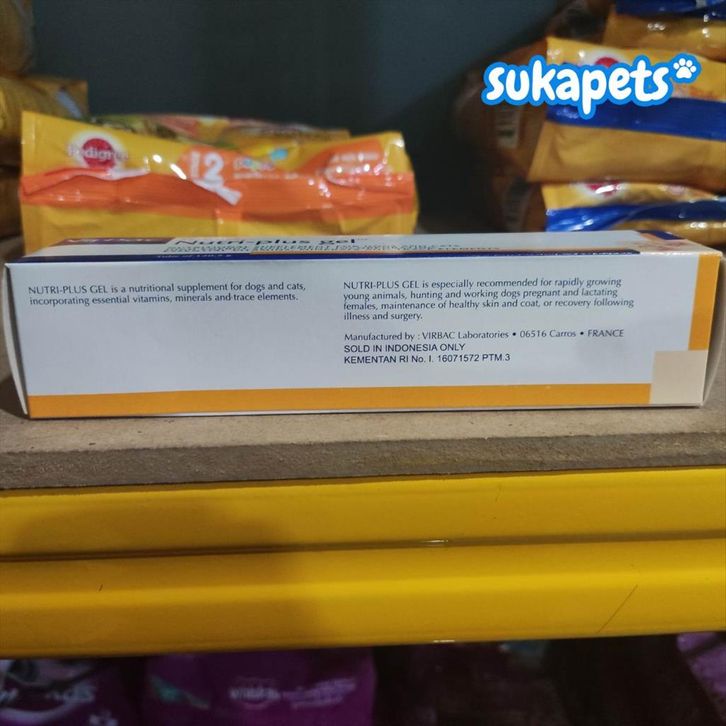 sukapets
Pedigree
12
VIRBAC
Nutri-plus gel
NUTRI-PLUS GEL is a nutritional supplement for dogs and cats,
incorporating essential vitamins, minerals and trace elements.
NUTRI-PLUS GEL is especially recommended for rapidly growing
young animals, hunting and working dogs pregnant and lactating
females, maintenance of healthy skin and coat, or recovery following
illness and surgery.
Manufactured by : VIRBAC Laboratories • 06516 Carros • FRANCE
SOLD IN INDONESIA ONLY
KEMENTAN RI No. I. 16071572 PTM.3